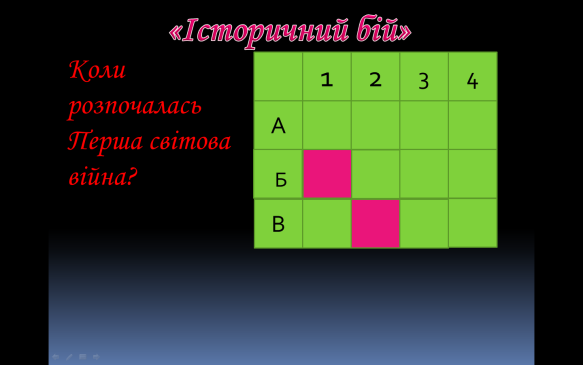 «Історичний бій»
Коли
розпочалась
Перша світова
війна?
1 2 3 4
А
Б
В